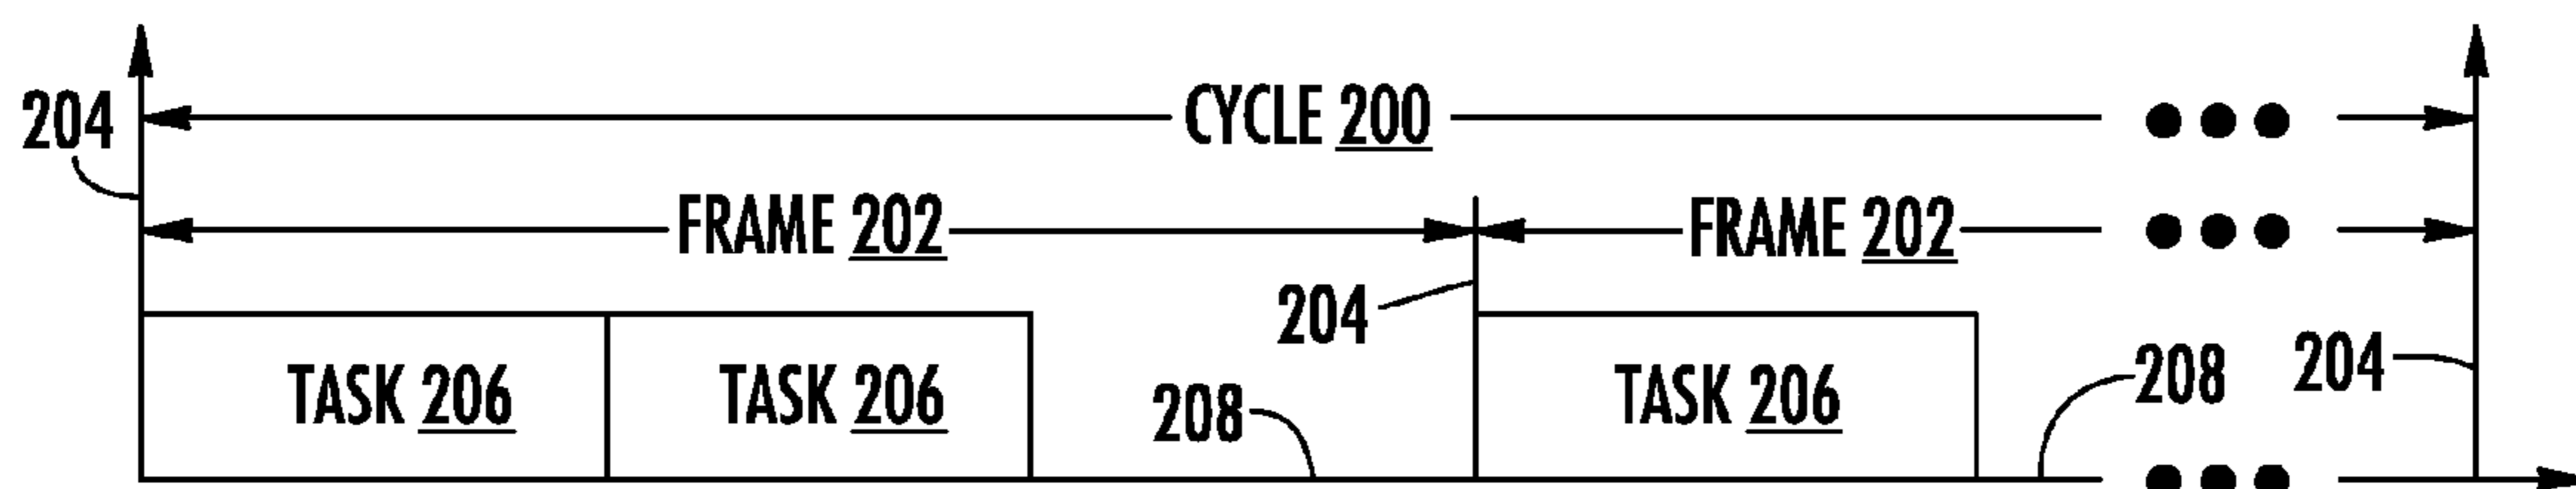 CYCLE 200
204
FRAME 202 FRAME 202
204
TASK 206 TASK 206 208 TASK 206 208 204